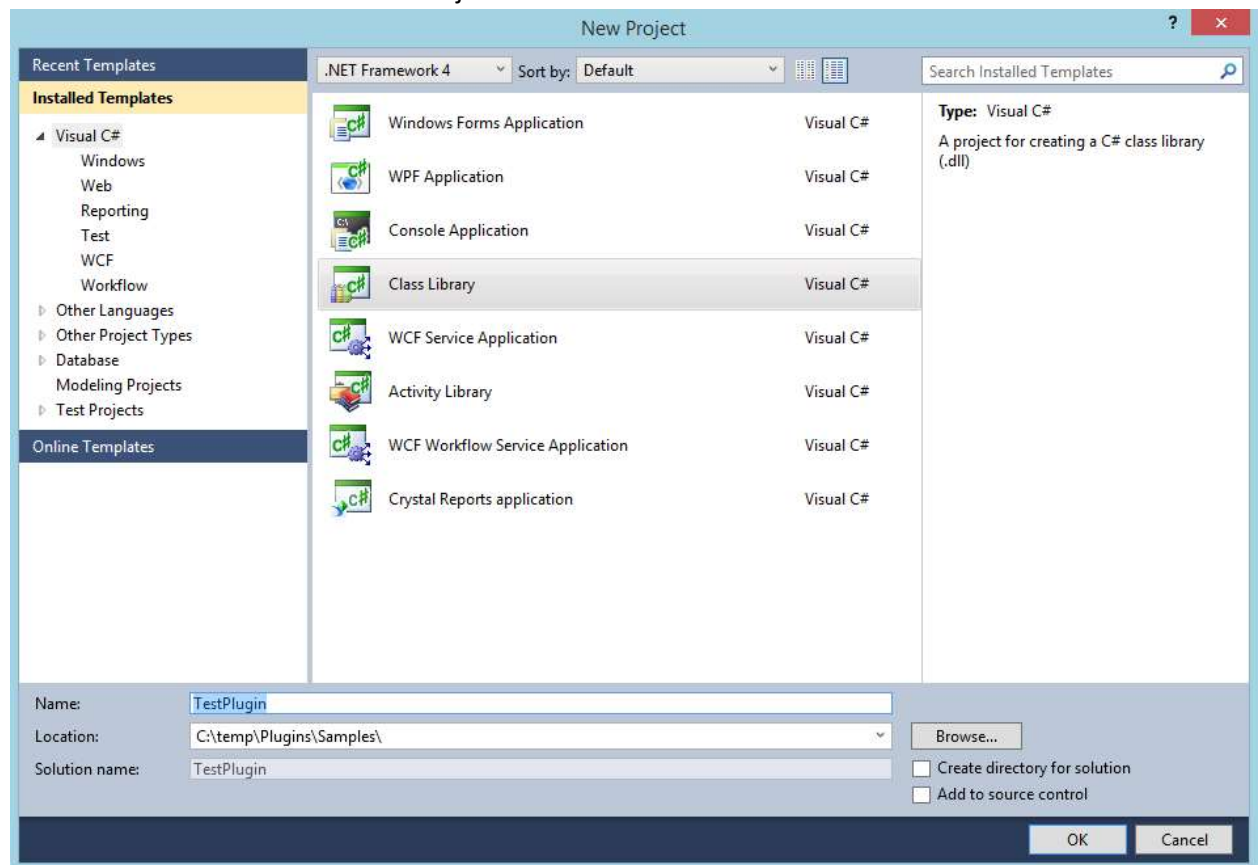 New Project
?
Recent Templates
Installed Templates
Visual C#
Windows
Web
Reporting
Test
WCF
Workflow
Other Languages
Other Project Types
Database
Modeling Projects
Test Projects
Online Templates
.NET Framework 4
Sort by: Default
Windows Forms Application Visual C#
WPF Application Visual C#
Console Application Visual C#
Class Library Visual C#
WCF Service Application Visual C#
Activity Library Visual C#
WCF Workflow Service Application Visual C#
Crystal Reports application Visual C#
Search Installed Templates
Type: Visual C#
A project for creating a C# class library
(.dll)
Name: TestPlugin
Location: C:\temp\Plugins\Samples\
Browse...
Solution name: TestPlugin
Create directory for solution
Add to source control
OK Cancel